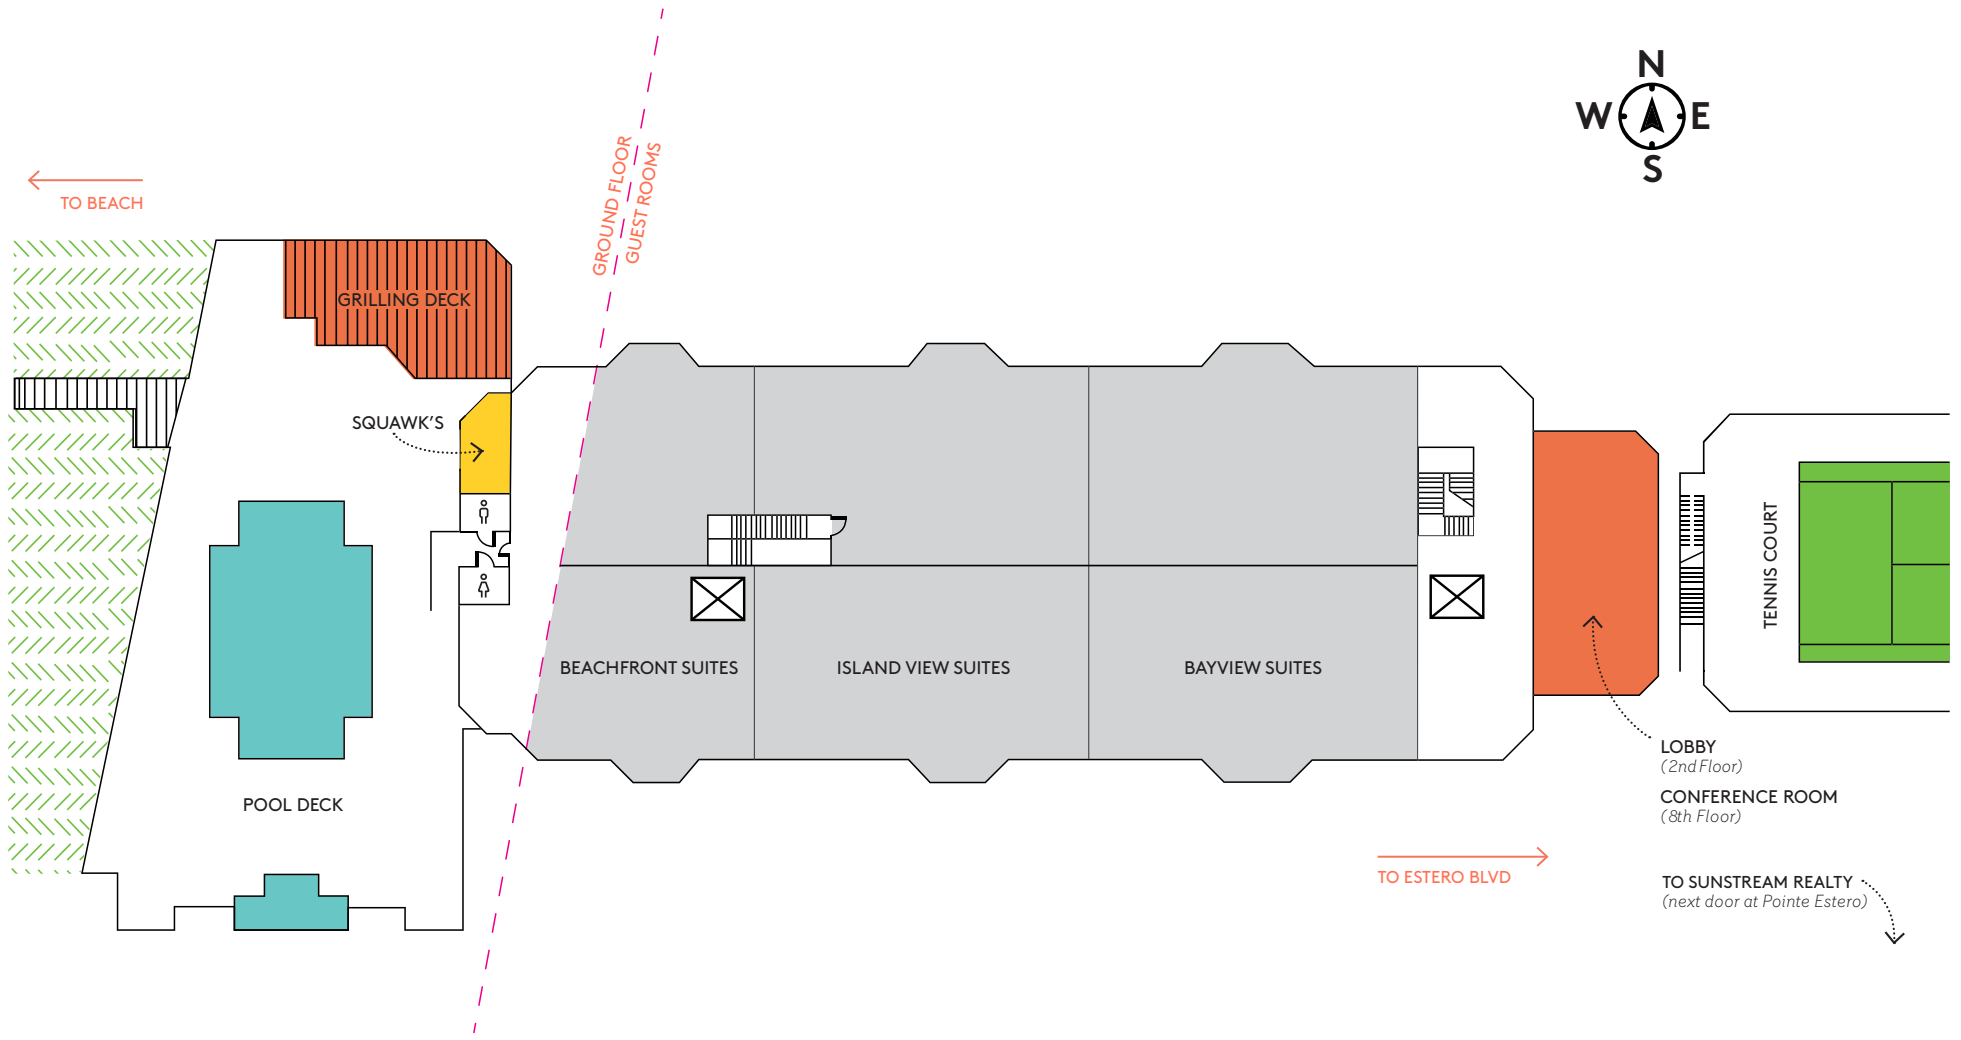 N
W E
S
TO BEACH
GROUND FLOOR
GUEST ROOMS
GRILLING DECK
SQUAWK'S
TENNIS COURT
BEACHFRONT SUITES
ISLAND VIEW SUITES
BAYVIEW SUITES
POOL DECK
LOBBY
(2nd Floor)
CONFERENCE ROOM
(8th Floor)
TO ESTERO BLVD
TO SUNSTREAM REALTY
(next door at Pointe Estero)